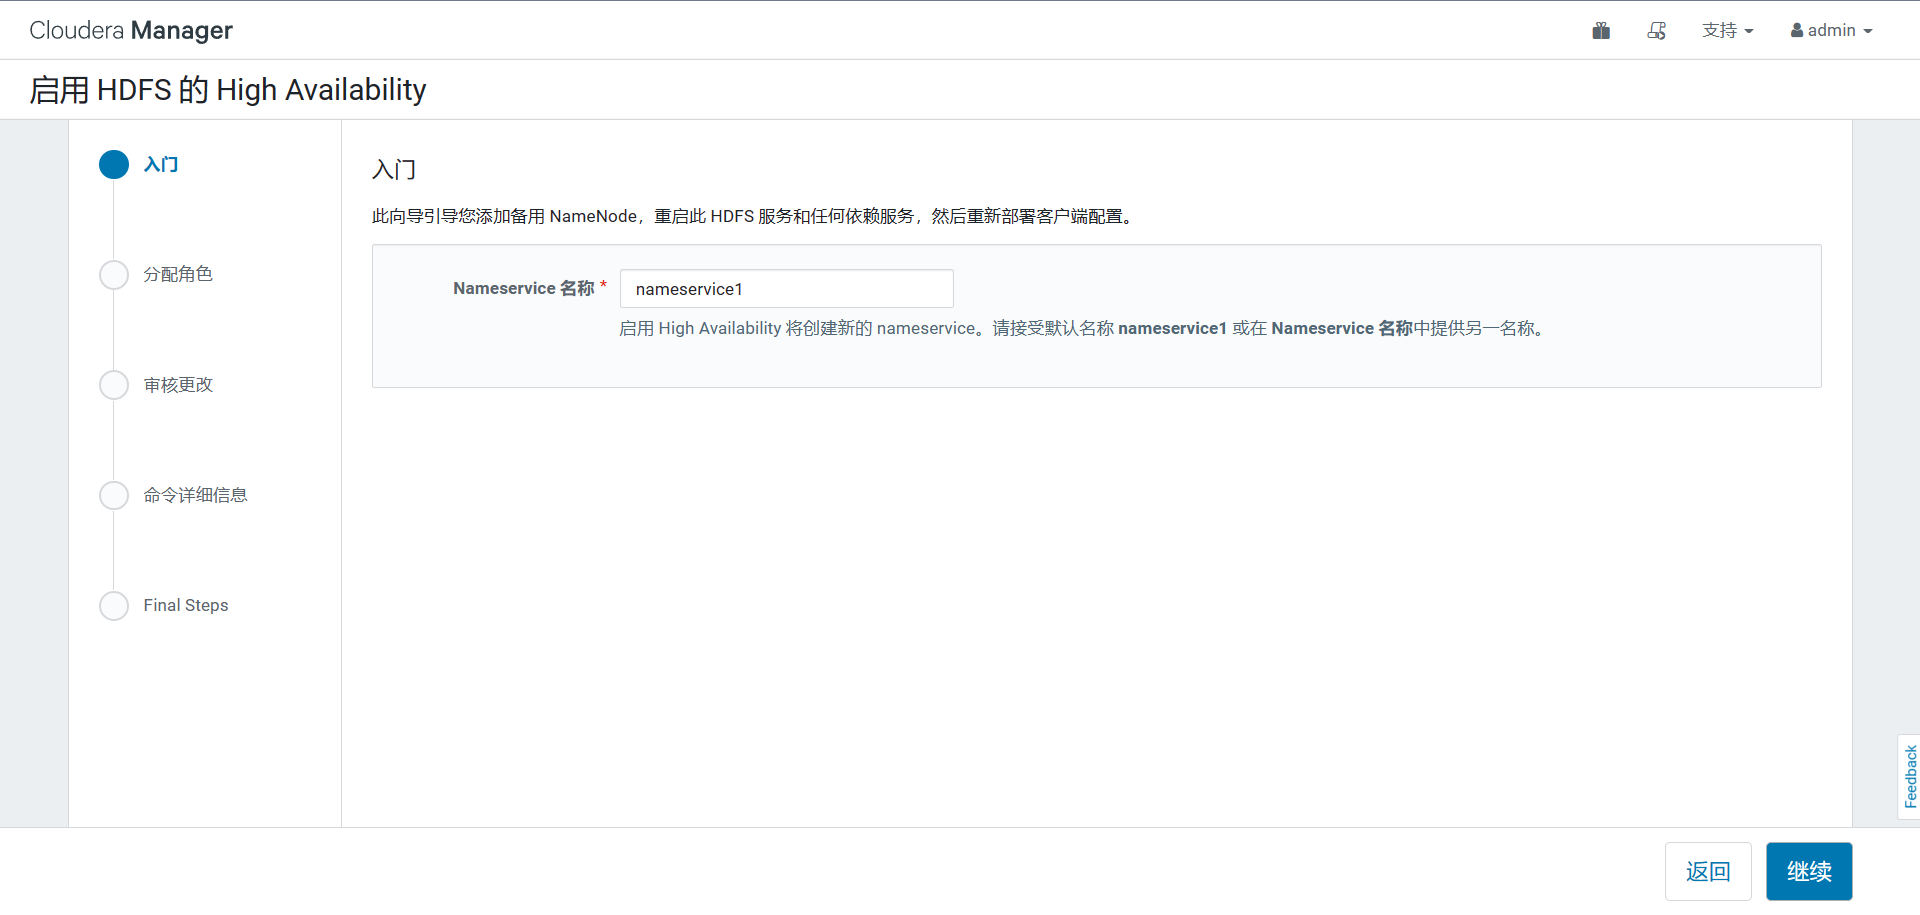 Cloudera Manager
支持
admin
启用 HDFS 的 High Availability
入门
分配角色
审核更改
命令详细信息
Final Steps
入门
此向导引导您添加备用 NameNode，重启此 HDFS 服务和任何依赖服务，然后重新部署客户端配置。
Nameservice 名称 *
nameservice1
启用 High Availability 将创建新的 nameservice。请接受默认名称 nameservice1 或在 Nameservice 名称中提供另一名称。
Feedback
返回
继续